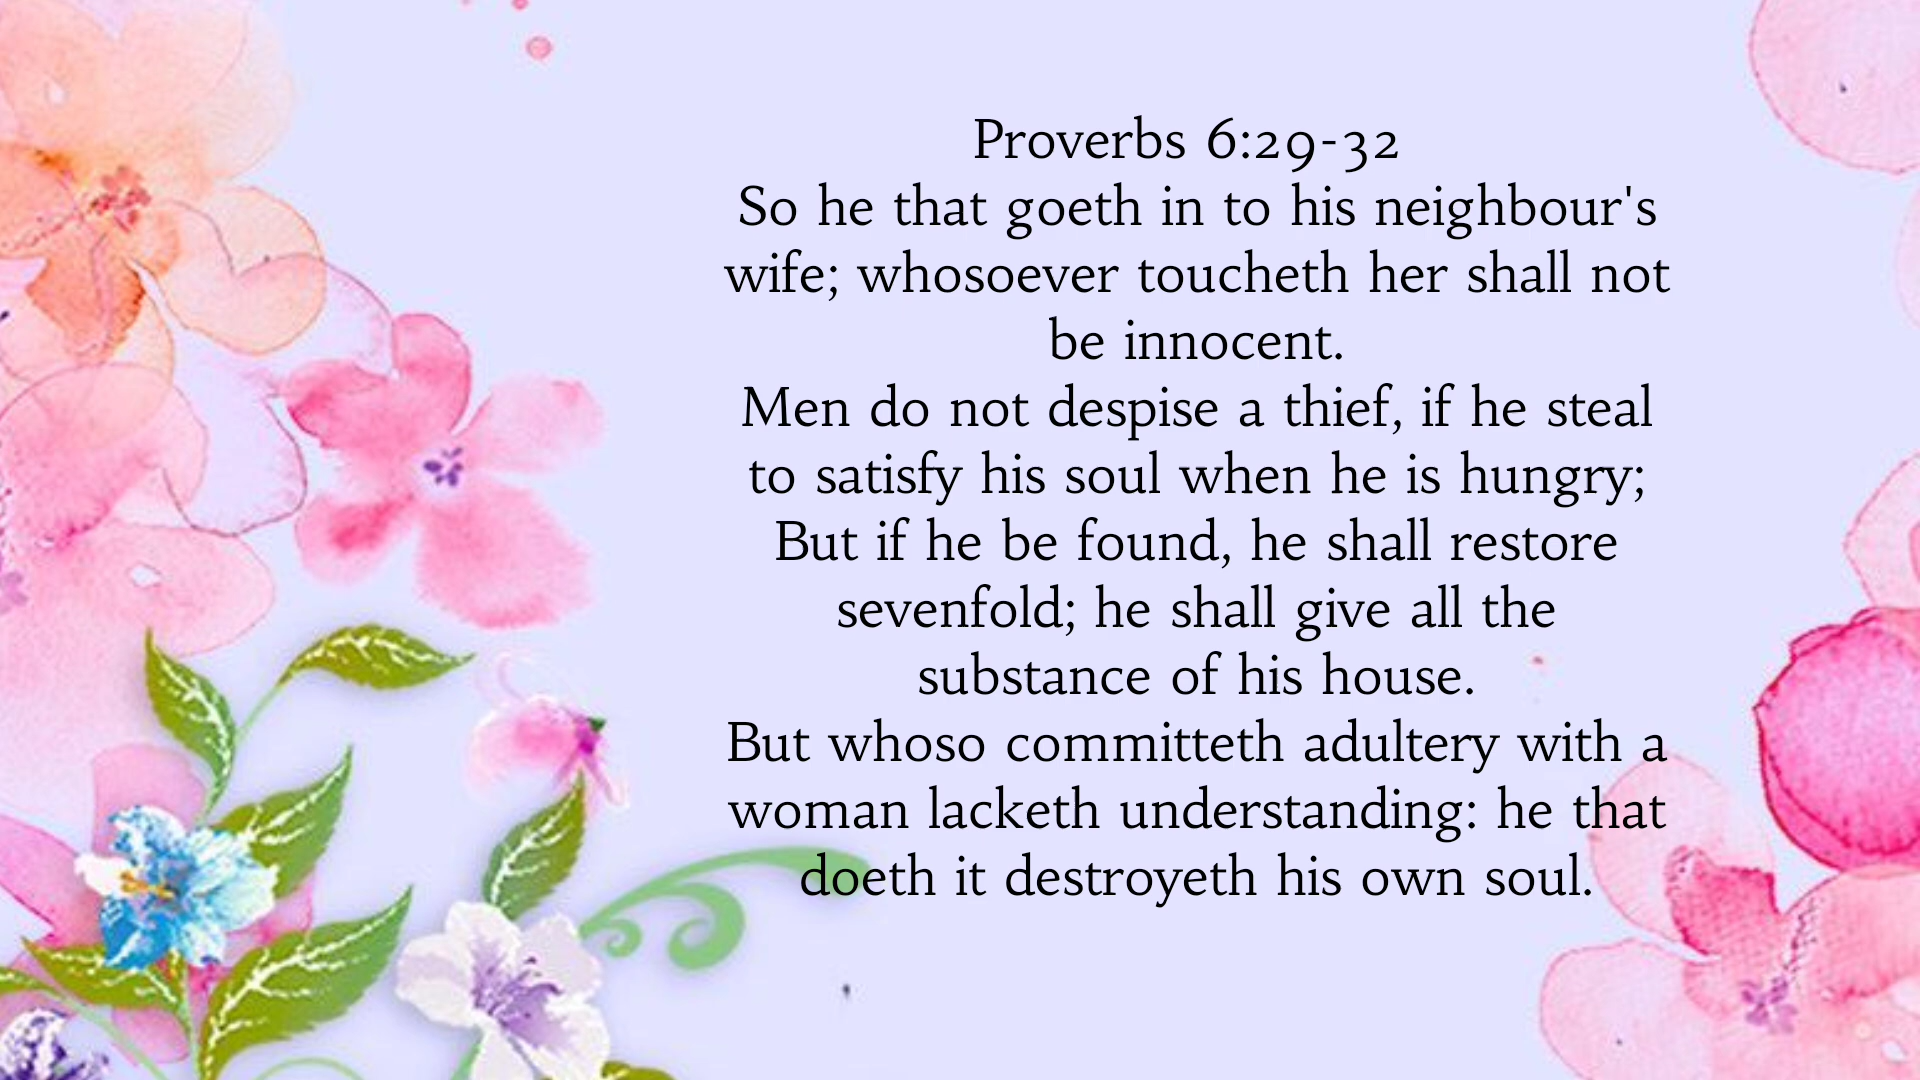 Proverbs 6:29-32
So he that goeth in to his neighbour's
wife; whosoever toucheth her shall not
be innocent.
Men do not despise a thief, if he steal
to satisfy his soul when he is hungry;
But if he be found, he shall restore
sevenfold; he shall give all the
substance of his house.
But whoso committeth adultery with a
woman lacketh understanding: he that
doeth it destroyeth his own soul.